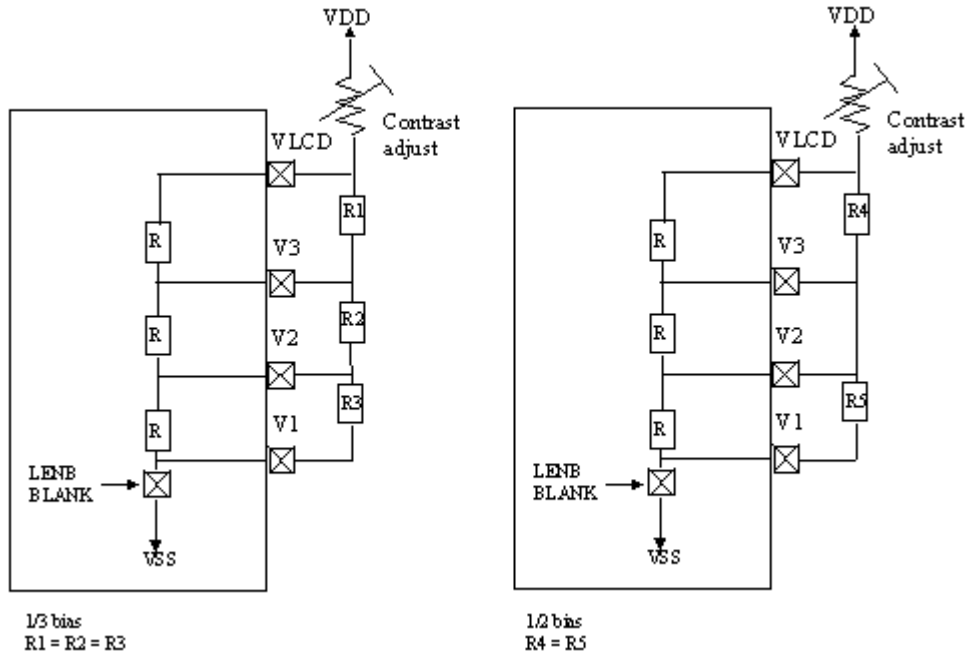 VDD
Contrast
adjust
VLCD
R1
R
V3
R2
R
V2
R3
R
V1
LENB
BLANK
VSS
1/3 bias
R1 = R2 = R3
VDD
Contrast
adjust
VLCD
R4
R
V3
R
V2
R5
R
V1
LENB
BLANK
VSS
1/2 bias
R4 = R5